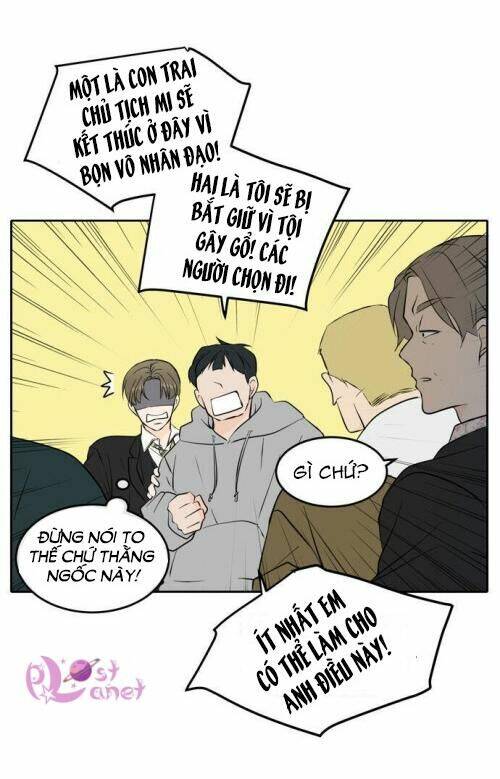 MỘT LÀ CON TRAI
CHỦ TỊCH MI SẼ
KẾT THÚC Ở ĐÂY VÌ
BỌN VÔ NHÂN ĐẠO!
HAI LÀ TÔI SẼ BỊ
BẮT GIỮ VÌ TỘI
GÂY GỔ! CÁC
NGƯỜI CHỌN ĐI!
GÌ CHỨ?
ĐỪNG NÓI TO
THẾ CHỨ THẰNG
NGỐC NÀY!
ÍT NHẤT EM
CÓ THỂ LÀM CHO
ANH ĐIỀU NÀY!
Lost
Planet